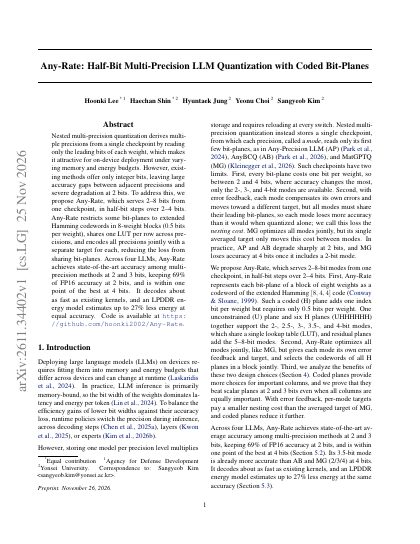 Any-Rate: Half-Bit Multi-Precision LLM Quantization with Coded Bit-Planes
Hoonki Lee * 1 Haechan Shin * 2 Hyuntaek Jung 2 Yeonu Choi 2 Sangyeob Kim 2
Abstract
Nested multi-precision quantization derives multi-
ple precisions from a single checkpoint by reading
only the leading bits of each weight, which makes
it attractive for on-device deployment under vary-
ing memory and energy budgets. However, exist-
ing methods offer only integer bits, leaving large
accuracy gaps between adjacent precisions and
severe degradation at 2 bits. To address this, we
propose Any-Rate, which serves 2–8 bits from
one checkpoint, in half-bit steps over 2–4 bits.
Any-Rate restricts some bit-planes to extended
Hamming codewords in 8-weight blocks (0.5 bits
per weight), shares one LUT per row across pre-
cisions, and encodes all precisions jointly with a
separate target for each, reducing the loss from
sharing bit-planes. Across four LLMs, Any-Rate
achieves state-of-the-art accuracy among multi-
precision methods at 2 and 3 bits, keeping 69%
of FP16 accuracy at 2 bits, and is within one
point of the best at 4 bits. It decodes about as
fast as existing kernels, and an LPDDR en-
ergy model estimates up to 27% less energy at
equal accuracy. Code is available at https:
//github.com/hoonki2002/Any-Rate.
1. Introduction
Deploying large language models (LLMs) on devices re-
quires fitting them into memory and energy budgets that
differ across devices and can change at runtime (Laskaridis
et al., 2024). In practice, LLM inference is primarily
memory-bound, so the bit width of the weights dominates la-
tency and energy per token (Lin et al., 2024). To balance the
efficiency gains of lower bit widths against their accuracy
loss, runtime policies switch the precision during inference,
across decoding steps (Chen et al., 2025a), layers (Kwon
et al., 2025), or experts (Kim et al., 2026b).
However, storing one model per precision level multiplies
*Equal contribution 1Agency for Defense Development
2Yonsei University. Correspondence to: Sangyeob Kim
<sangyeob.kim@yonsei.ac.kr>.
Preprint. November 26, 2026.
storage and requires reloading at every switch. Nested multi-
precision quantization instead stores a single checkpoint,
from which each precision, called a mode, reads only its first
few bit-planes, as in Any-Precision LLM (AP) (Park et al.,
2024), AnyBCQ (AB) (Park et al., 2026), and MatGPTQ
(MG) (Kleinegger et al., 2026). Such checkpoints have two
limits. First, every bit-plane costs one bit per weight, so
between 2 and 4 bits, where accuracy changes the most,
only the 2-, 3-, and 4-bit modes are available. Second, with
error feedback, each mode compensates its own errors and
moves toward a different target, but all modes must share
their leading bit-planes, so each mode loses more accuracy
than it would when quantized alone; we call this loss the
nesting cost. MG optimizes all modes jointly, but its single
averaged target only moves this cost between modes. In
practice, AP and AB degrade sharply at 2 bits, and MG
loses accuracy at 4 bits once it includes a 2-bit mode.
We propose Any-Rate, which serves 2–8-bit modes from one
checkpoint, in half-bit steps over 2–4 bits. First, Any-Rate
represents each bit-plane of a block of eight weights as a
codeword of the extended Hamming [8, 4, 4] code (Conway
& Sloane, 1999). Such a coded (H) plane adds one index
bit per weight but requires only 0.5 bits per weight. One
unconstrained (U) plane and six H planes (UHHHHHH)
together support the 2-, 2.5-, 3-, 3.5-, and 4-bit modes,
which share a single lookup table (LUT), and residual planes
add the 5–8-bit modes. Second, Any-Rate optimizes all
modes jointly, like MG, but gives each mode its own error
feedback and target, and selects the codewords of all H
planes in a block jointly. Third, we analyze the benefits of
these two design choices (Section 4). Coded planes provide
more choices for important columns, and we prove that they
beat scalar planes at 2 and 3 bits even when all columns are
equally important. With error feedback, per-mode targets
pay a smaller nesting cost than the averaged target of MG,
and coded planes reduce it further.
Across four LLMs, Any-Rate achieves state-of-the-art av-
erage accuracy among multi-precision methods at 2 and 3
bits, keeping 69% of FP16 accuracy at 2 bits, and is within
one point of the best at 4 bits (Section 5.2). Its 3.5-bit mode
is already more accurate than AB and MG (2/3/4) at 4 bits.
It decodes about as fast as existing kernels, and an LPDDR
energy model estimates up to 27% less energy at the same
accuracy (Section 5.3).
1
arXiv:2611.34402v1 [cs.LG] 25 Nov 2026